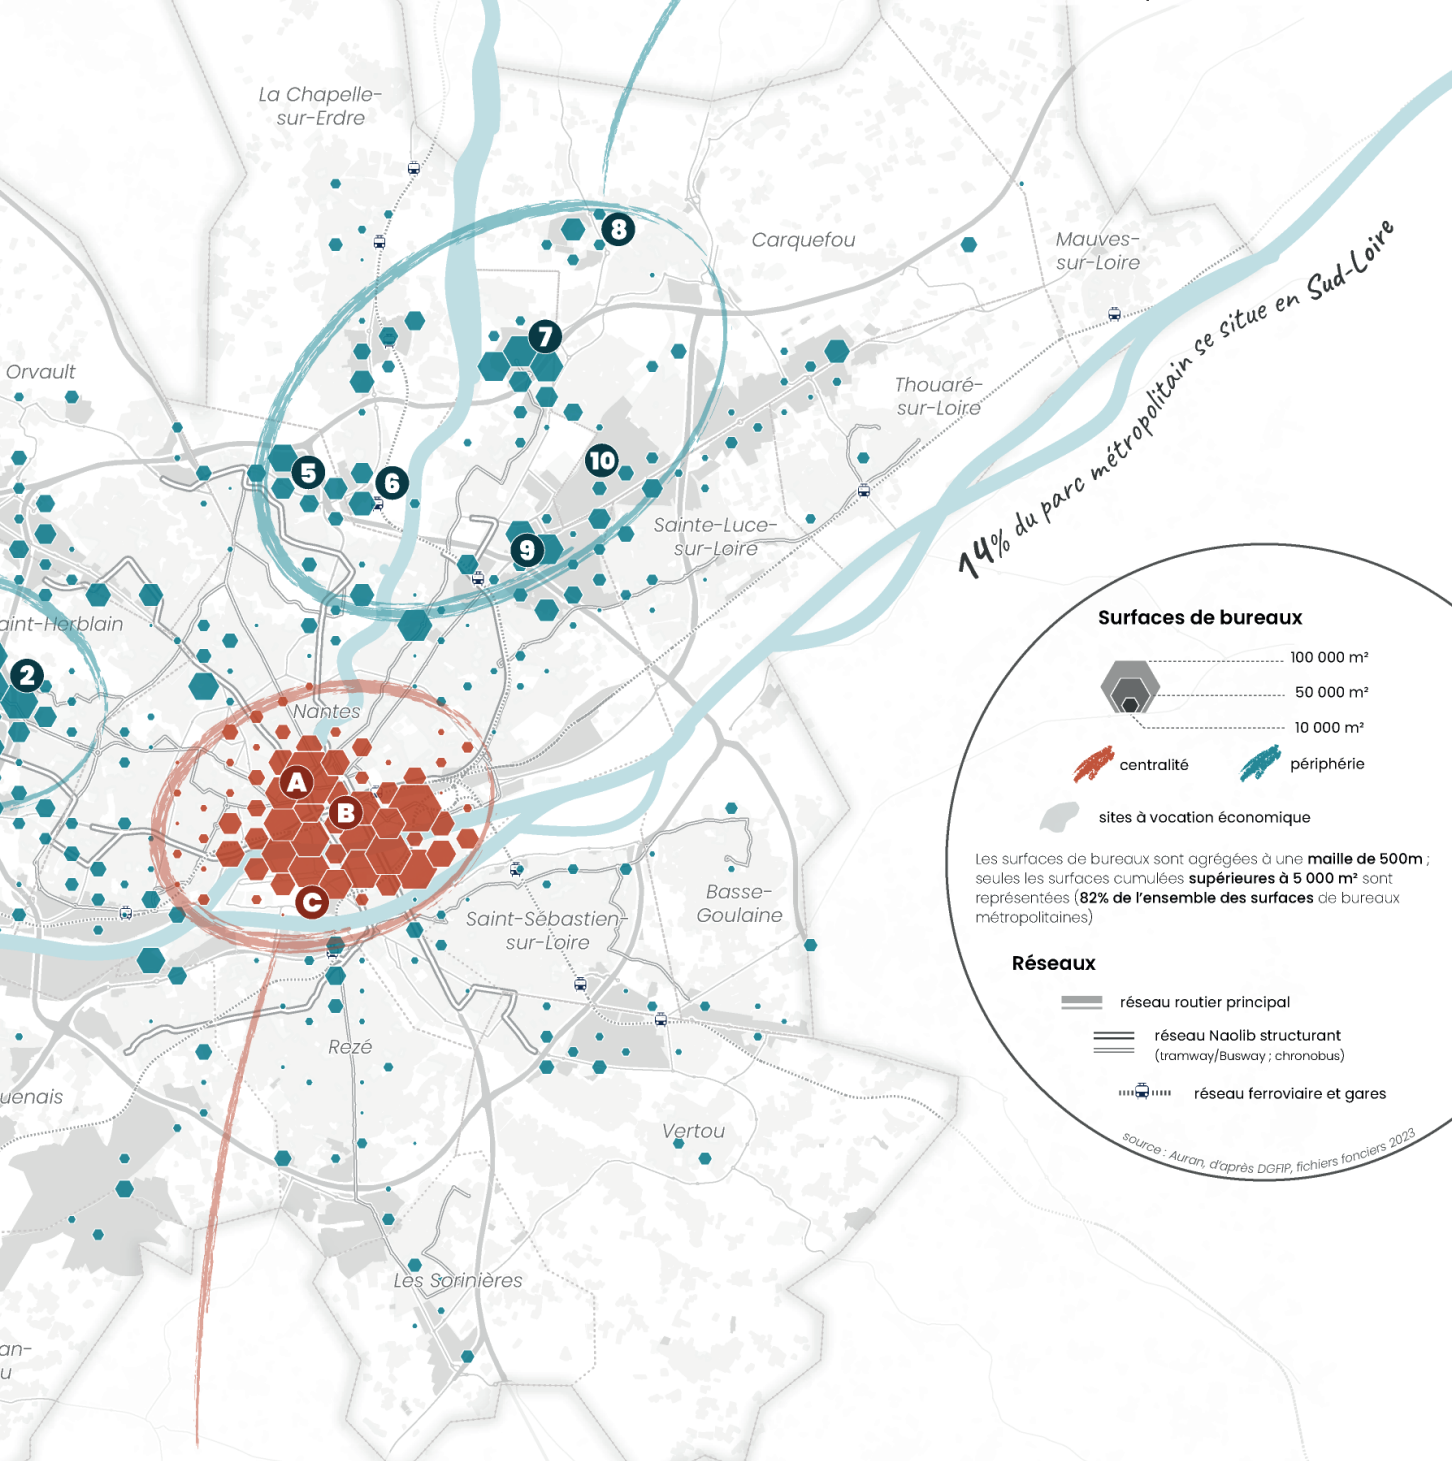 La Chapelle-
sur-Erdre
8
Carquefou
Mauves-
sur-Loire
14% du parc métropolitain se situe en Sud-Loire
7
Orvault
Thouaré-
sur-Loire
5
6
10
9
Sainte-Luce-
sur-Loire
aint-Herblain
2
Nantes
A
B
C
Saint-Sébastien-
sur-Loire
Basse-
Goulaine
Rezé
uenais
Vertou
Les Sorinières
an-
u
Surfaces de bureaux
100 000 m²
50 000 m²
10 000 m²
centralité
périphérie
sites à vocation économique
Les surfaces de bureaux sont agrégées à une maille de 500m ;
seules les surfaces cumulées supérieures à 5 000 m² sont
représentées (82% de l'ensemble des surfaces de bureaux
métropolitaines)
Réseaux
réseau routier principal
réseau Naolib structurant
(tramway/Busway ; chronobus)
réseau ferroviaire et gares
source : Auran, d'après DGFIP, fichiers fonciers 2023